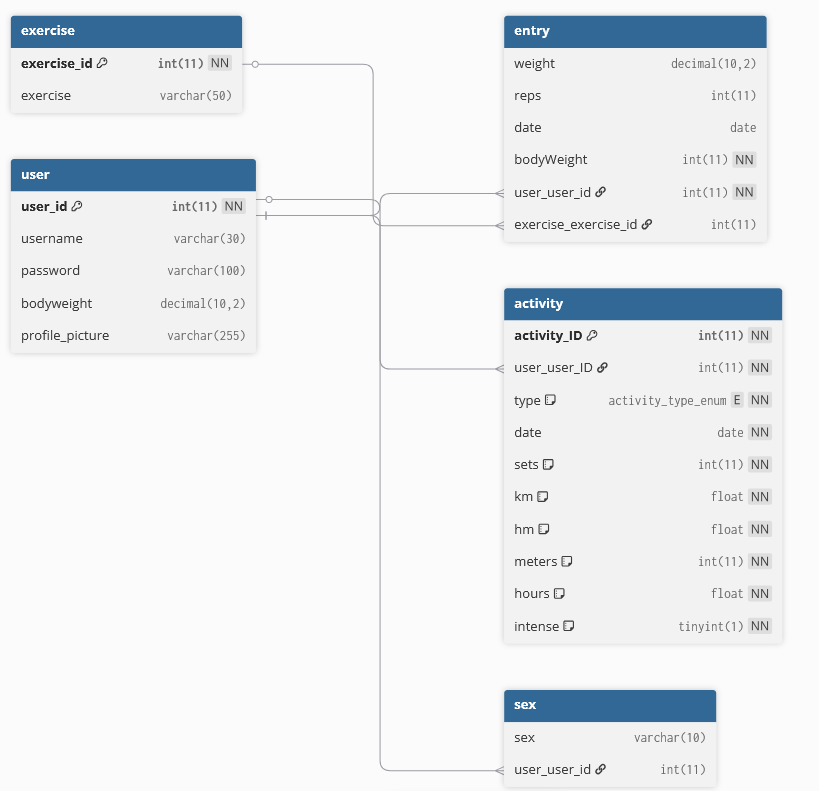 exercise
exercise_id int(11) NN
exercise varchar(50)
user
user_id int(11) NN
username varchar(30)
password varchar(100)
bodyweight decimal(10,2)
profile_picture varchar(255)
entry
weight decimal(10,2)
reps int(11)
date date
bodyWeight int(11) NN
user_user_id int(11) NN
exercise_exercise_id int(11)
activity
activity_ID int(11) NN
user_user_ID int(11) NN
type activity_type_enum E NN
date date NN
sets int(11) NN
km float NN
hm float NN
meters int(11) NN
hours float NN
intense tinyint(1) NN
sex
sex varchar(10)
user_user_id int(11)